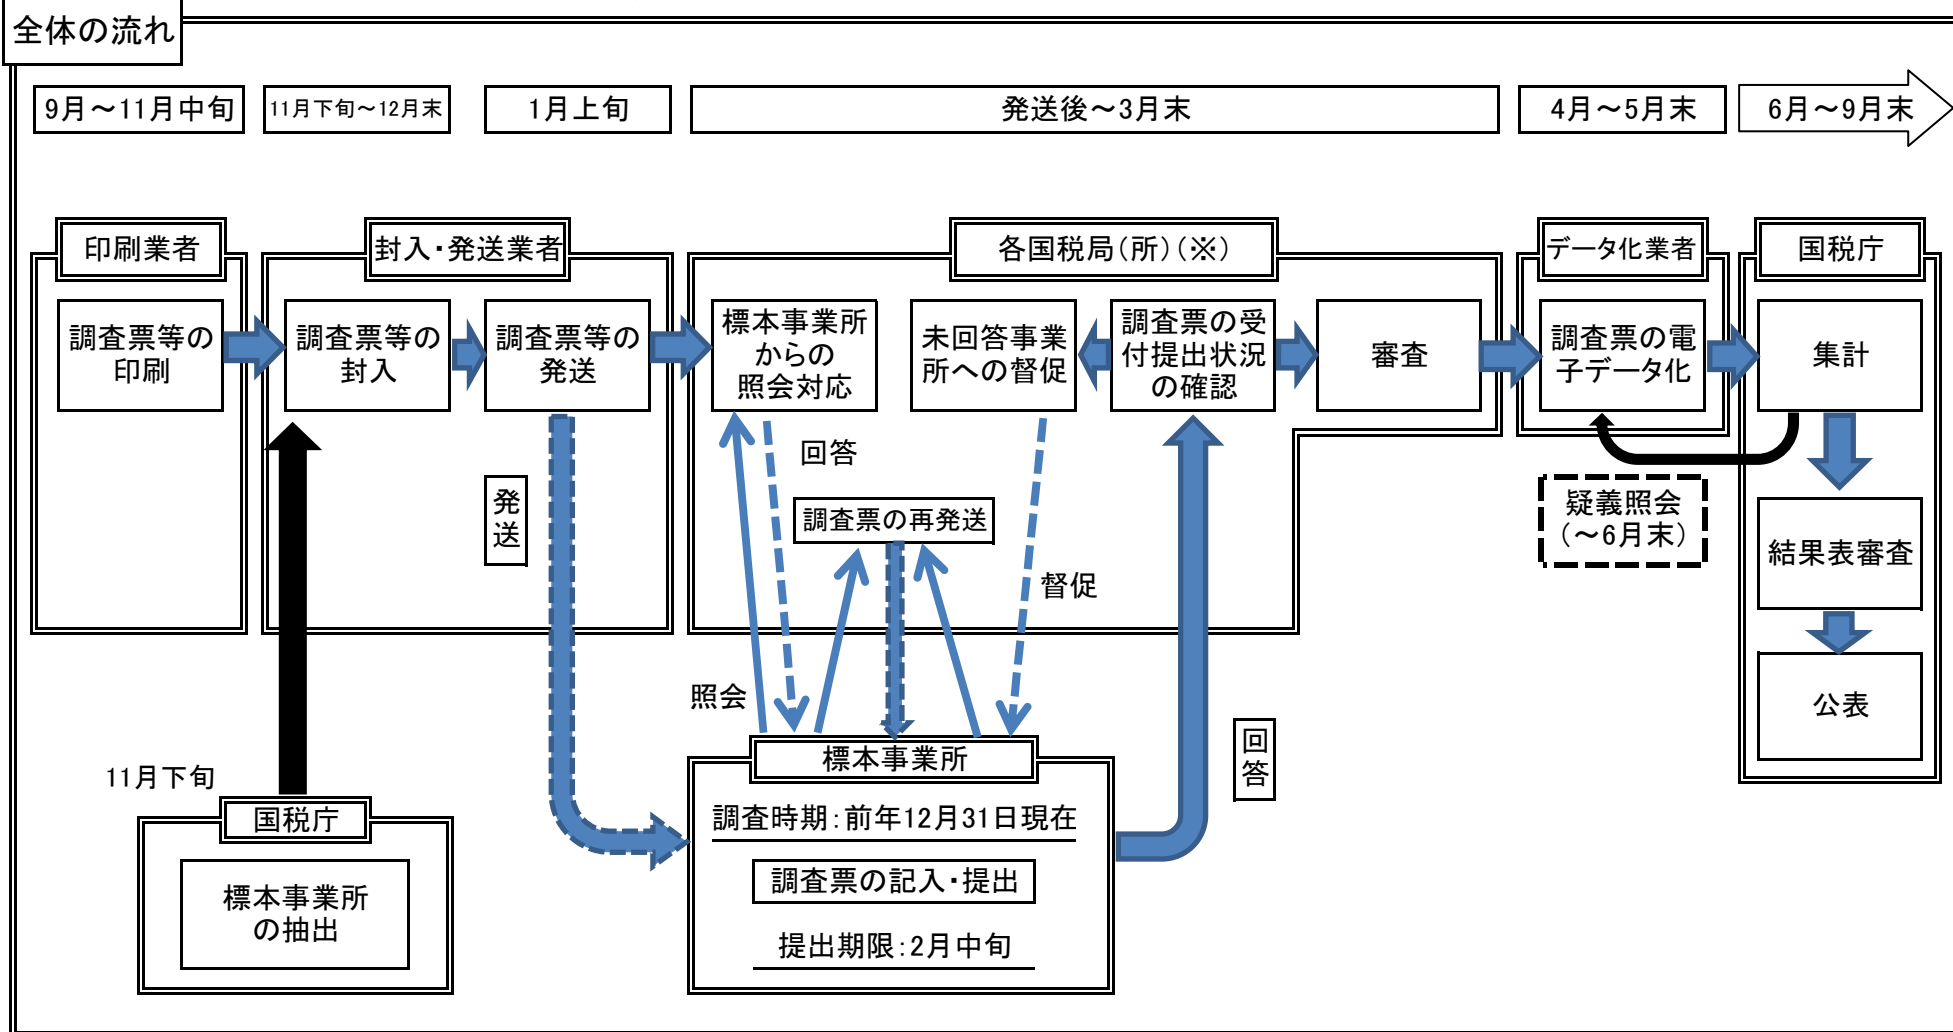 全体の流れ
9月～11月中旬
11月下旬～12月末
1月上旬
発送後～3月末
4月～5月末
6月～9月末
印刷業者
封入・発送業者
各国税局(所)(※)
データ化業者
国税庁
調査票等の
印刷
調査票等の
封入
調査票等の
発送
標本事業所
からの
照会対応
未回答事業
所への督促
調査票の受
付提出状況
の確認
審査
調査票の電
子データ化
集計
回答
発
送
調査票の再発送
疑義照会
(～6月末)
結果表審査
督促
照会
公表
回
答
11月下旬
国税庁
標本事業所
の抽出
標本事業所
調査時期:前年12月31日現在
調査票の記入・提出
提出期限:2月中旬